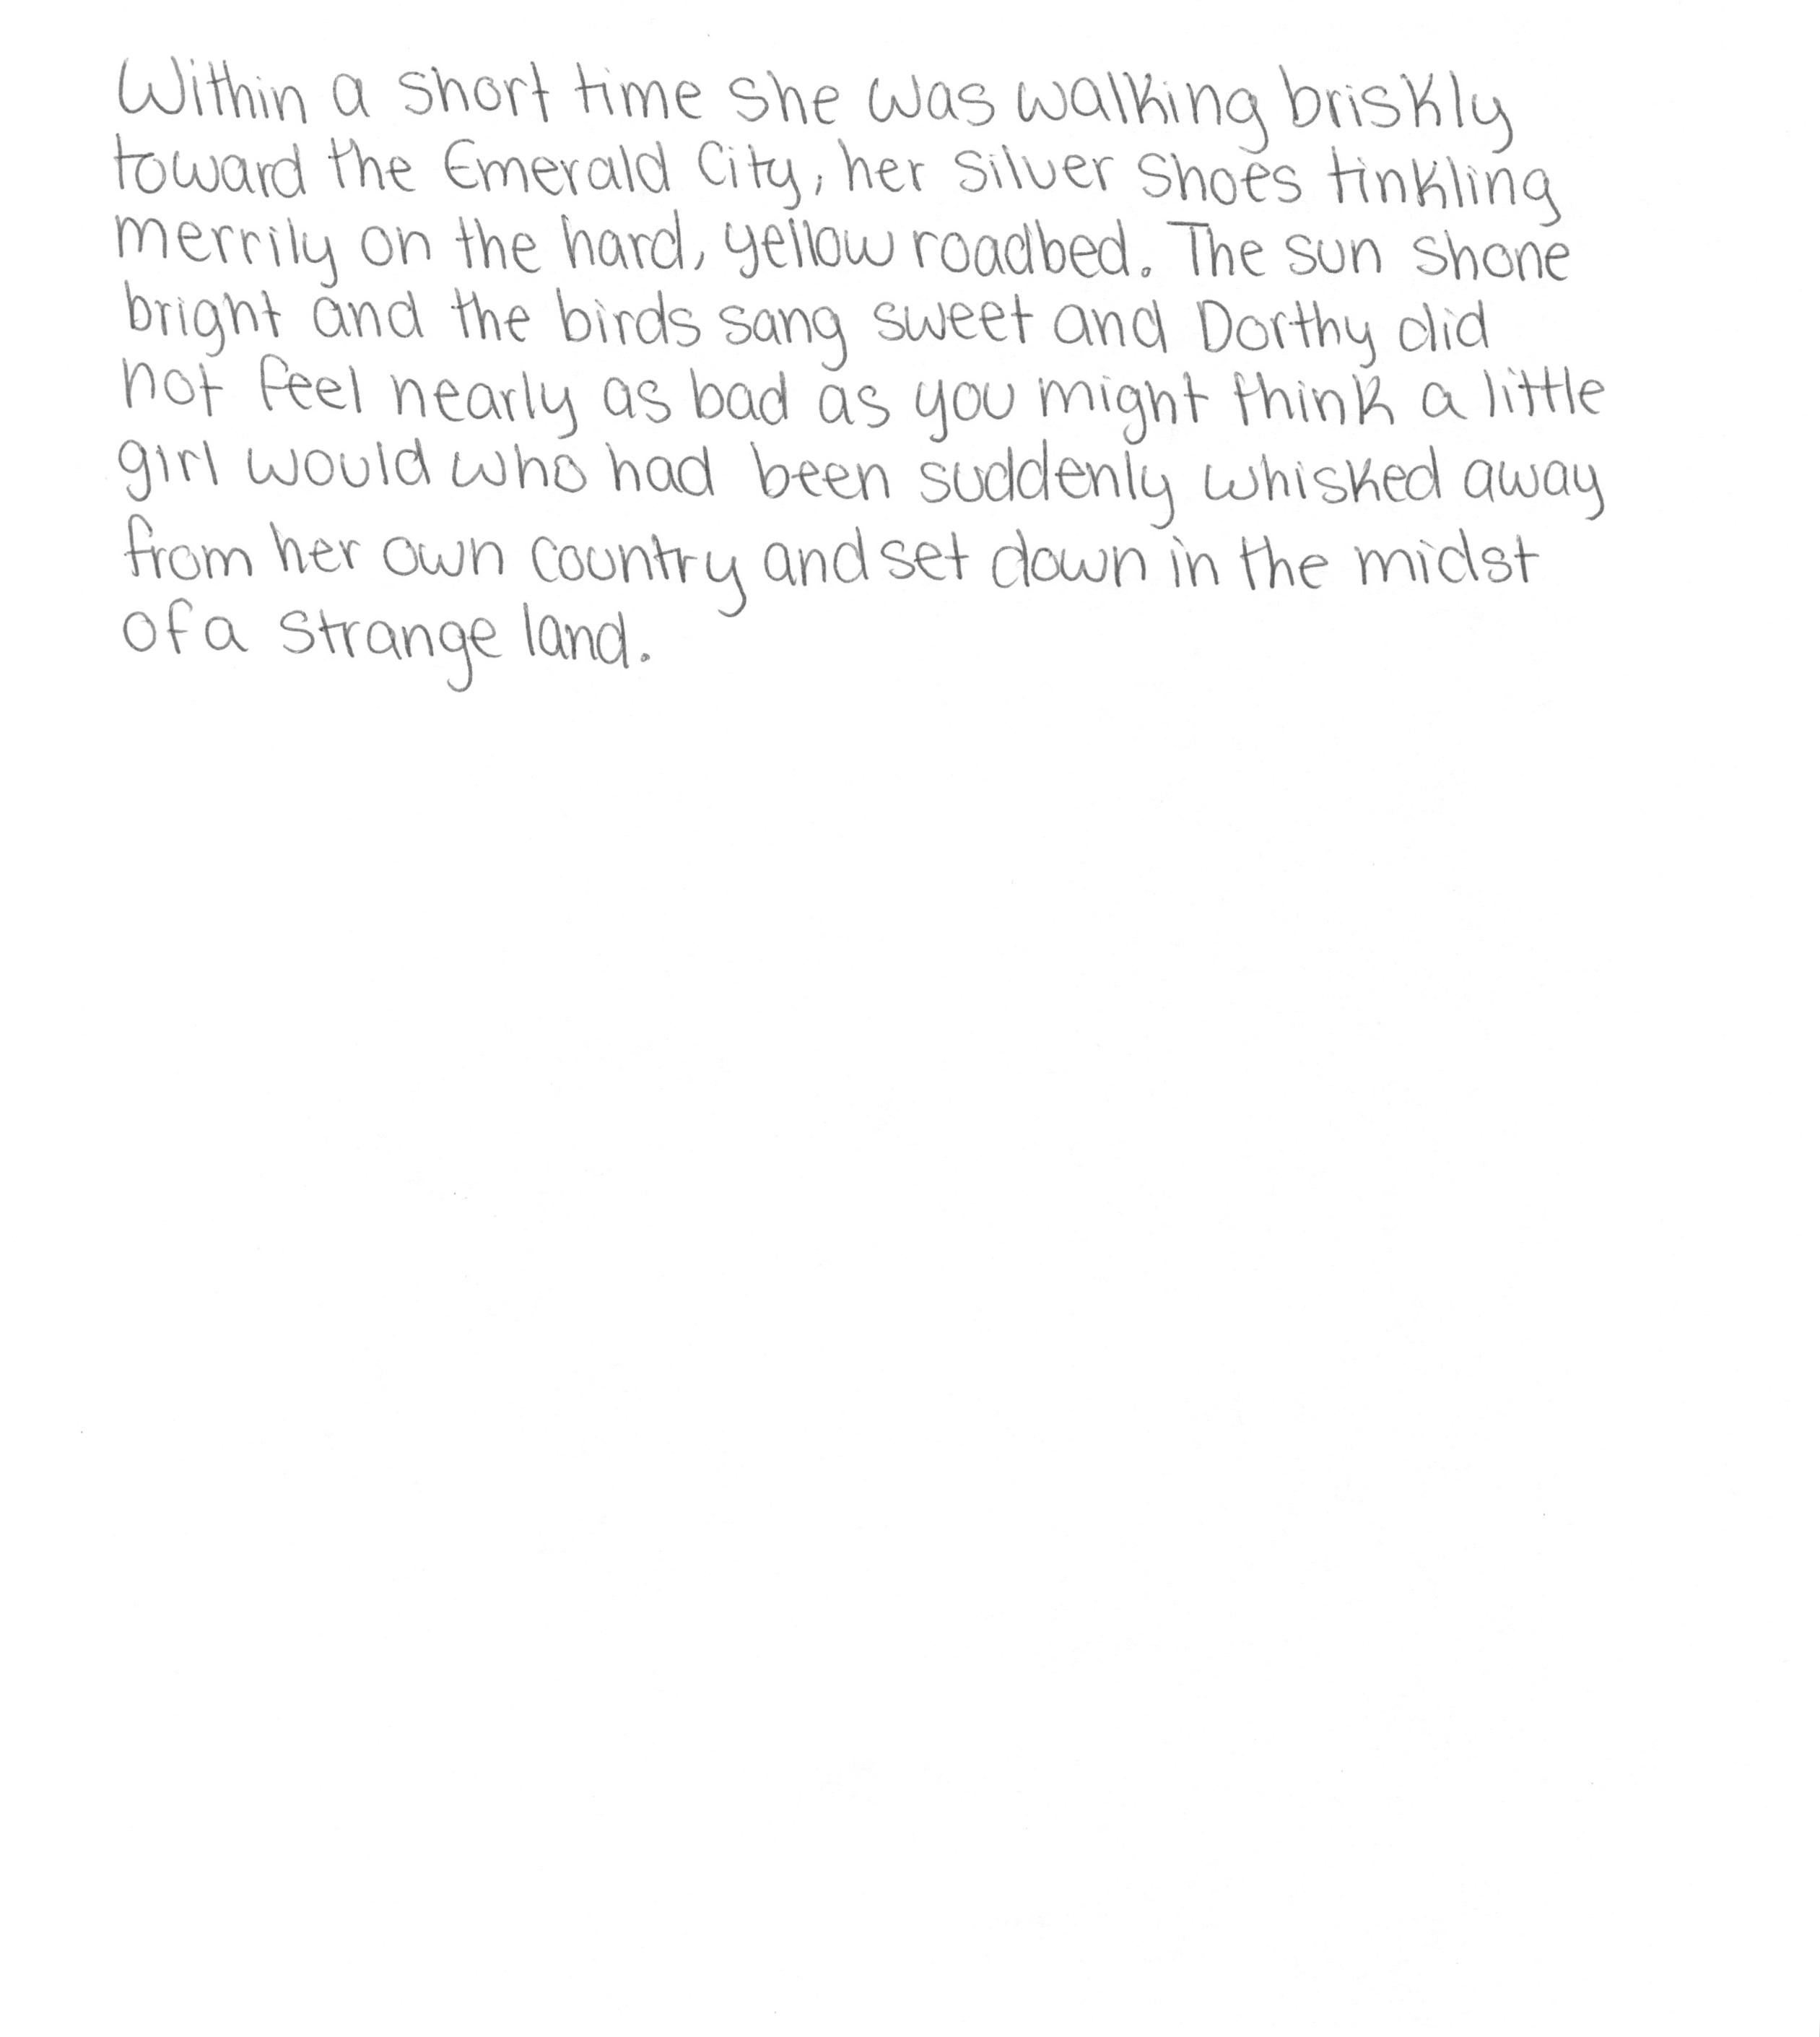 Within a short time she was walking briskly
toward the Emerald City, her silver shoes tinkling
merrily on the hard, yellow roadbed. The sun shone
bright and the birds sang sweet and Dorthy did
not feel nearly as bad as you might think a little
girl would who had been suddenly whisked away
from her own country and set down in the midst
of a strange land.